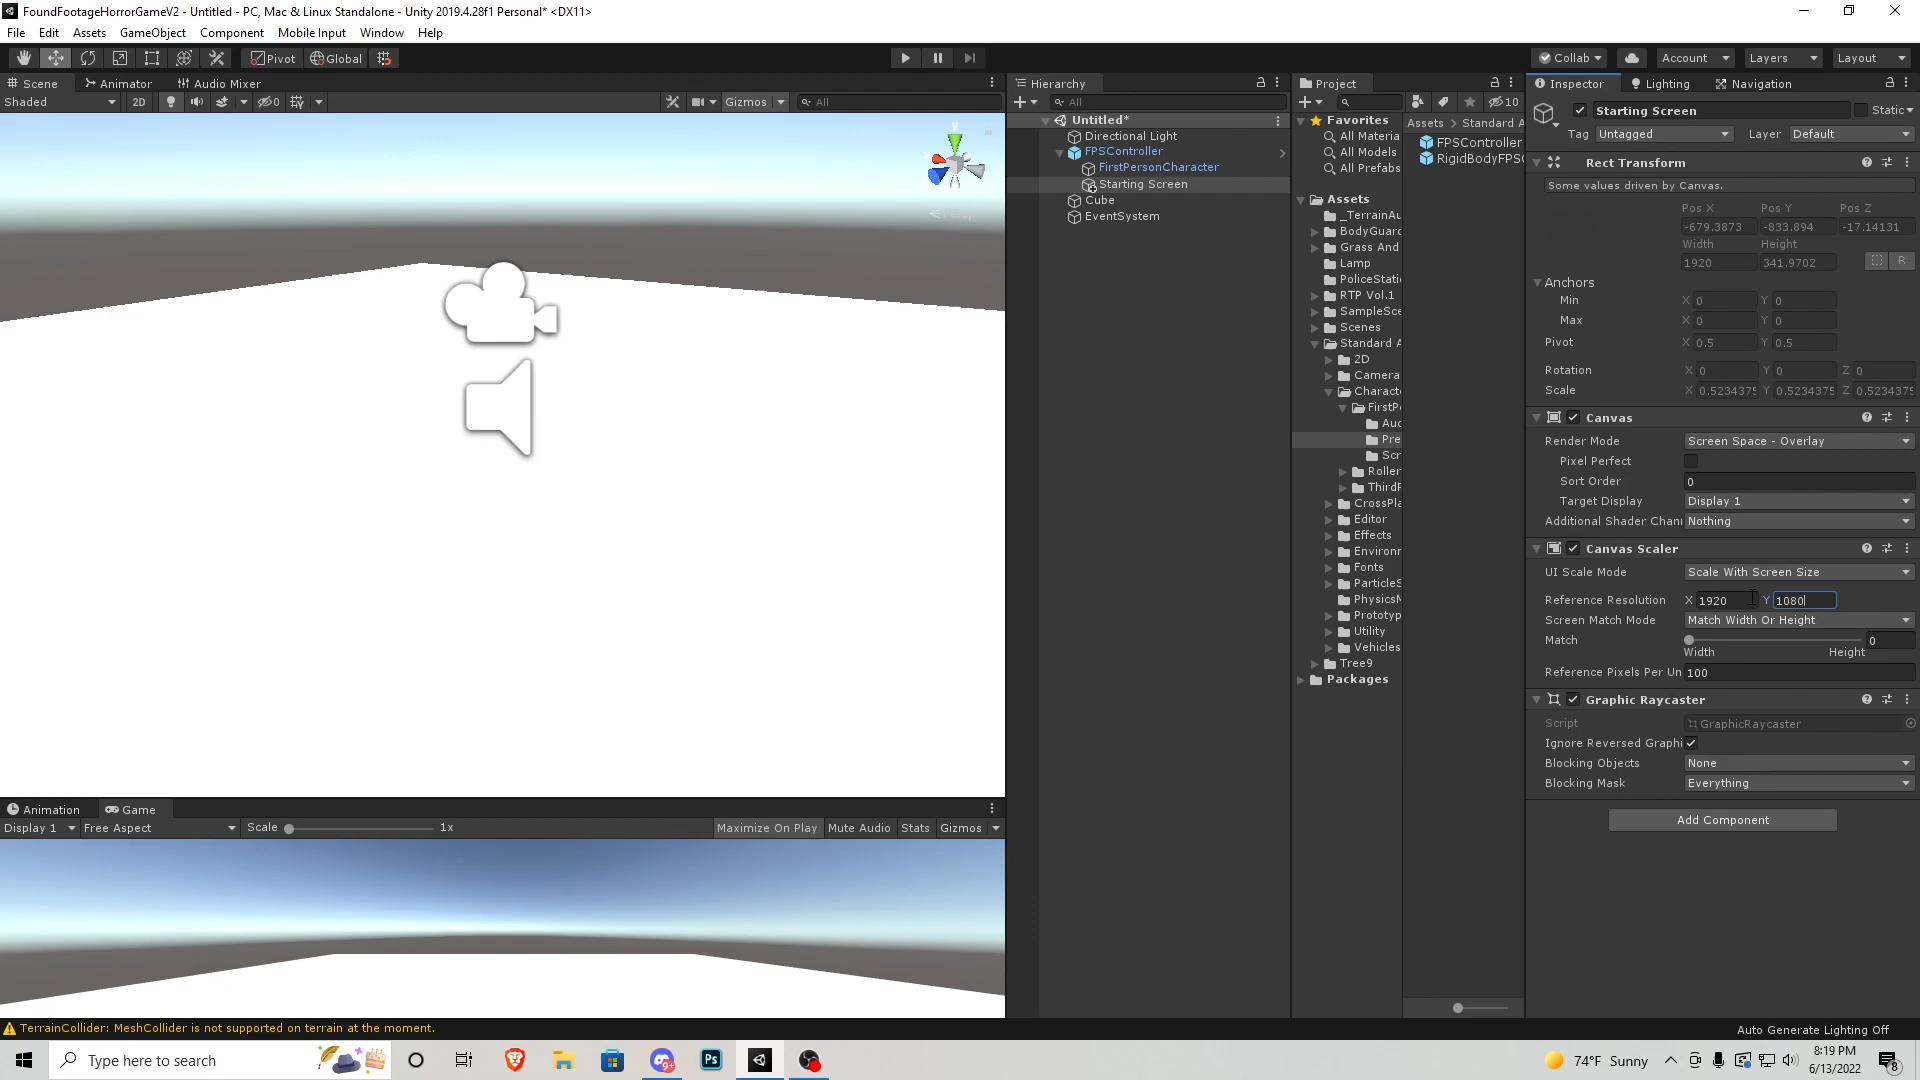 FoundFootageHorrorGameV2 - Untitled - PC, Mac & Linux Standalone - Unity 2019.4.28f1 Personal* <DX11>
File Edit Assets GameObject Component Mobile Input Window Help
Pivot Global Collab Account Layers Layout
Scene Animator Audio Mixer
Shaded 2D 0 Gizmos All
Hierarchy
All
Untitled*
Directional Light
FPSController
FirstPersonCharacter
Starting Screen
Cube
EventSystem
Project
10
Favorites
All Materia
All Models
All Prefabs
Assets
_TerrainAu
BodyGuard
Grass And
Lamp
PoliceStati
RTP Vol.1
SampleSce
Scenes
Standard A
2D
Camera
Charact
FirstP
Aud
Pre
Scr
Roller
ThirdP
CrossPla
Editor
Effects
Environr
Fonts
ParticleS
PhysicsM
Prototyp
Utility
Vehicles
Tree9
Packages
Assets > Standard A
FPSController
RigidBodyFPSC
Inspector Lighting Navigation
Starting Screen Static
Tag Untagged Layer Default
Rect Transform
Some values driven by Canvas.
Pos X Pos Y Pos Z
-679.3873 -833.894 -17.14131
Width Height
1920 341.9702 R
Anchors
Min X 0 Y 0
Max X 0 Y 0
Pivot X 0.5 Y 0.5
Rotation X 0 Y 0 Z 0
Scale X 0.5234375 Y 0.5234375 Z 0.5234375
Canvas
Render Mode Screen Space - Overlay
Pixel Perfect
Sort Order 0
Target Display Display 1
Additional Shader Chan Nothing
Canvas Scaler
UI Scale Mode Scale With Screen Size
Reference Resolution X 1920 Y 1080
Screen Match Mode Match Width Or Height
Match 0
Width Height
Reference Pixels Per Un 100
Graphic Raycaster
Script GraphicRaycaster
Ignore Reversed Graphi
Blocking Objects None
Blocking Mask Everything
Add Component
Animation Game
Display 1 Free Aspect Scale 1x Maximize On Play Mute Audio Stats Gizmos
TerrainCollider: MeshCollider is not supported on terrain at the moment.
Auto Generate Lighting Off
Type here to search
9+
Ps
74°F Sunny
8:19 PM
6/13/2022
8